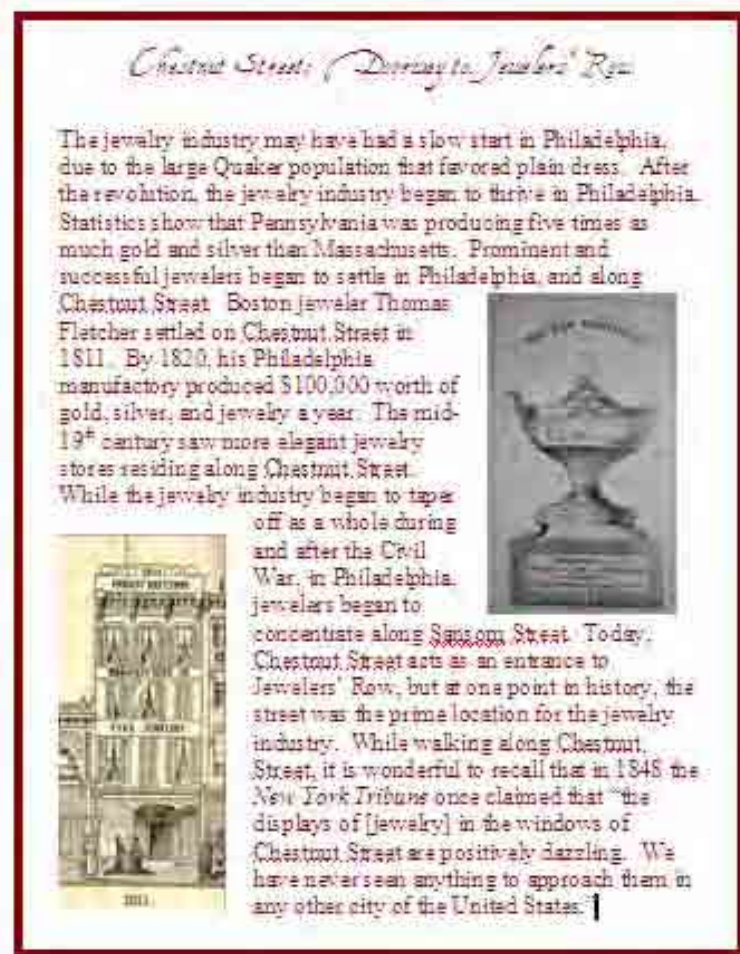 Chestnut Street: Doorway to Jewelers' Row
The jewelry industry may have had a slow start in Philadelphia,
due to the large Quaker population that favored plain dress. After
the revolution, the jewelry industry began to thrive in Philadelphia.
Statistics show that Pennsylvania was producing five times as
much gold and silver than Massachusetts. Prominent and
successful jewelers began to settle in Philadelphia, and along
Chestnut Street. Boston jeweler Thomas
Fletcher settled on Chestnut Street in
1811. By 1820, his Philadelphia
manufactory produced $100,000 worth of
gold, silver, and jewelry a year. The mid-
19th century saw more elegant jewelry
stores residing along Chestnut Street.
While the jewelry industry began to taper
off as a whole during
and after the Civil
War, in Philadelphia,
jewelers began to
concentrate along Sansom Street. Today,
Chestnut Street acts as an entrance to
Jewelers' Row, but at one point in history, the
street was the prime location for the jewelry
industry. While walking along Chestnut
Street, it is wonderful to recall that in 1848 the
New York Tribune once claimed that "the
displays of [jewelry] in the windows of
Chestnut Street are positively dazzling. We
have never seen anything to approach them in
any other city of the United States."